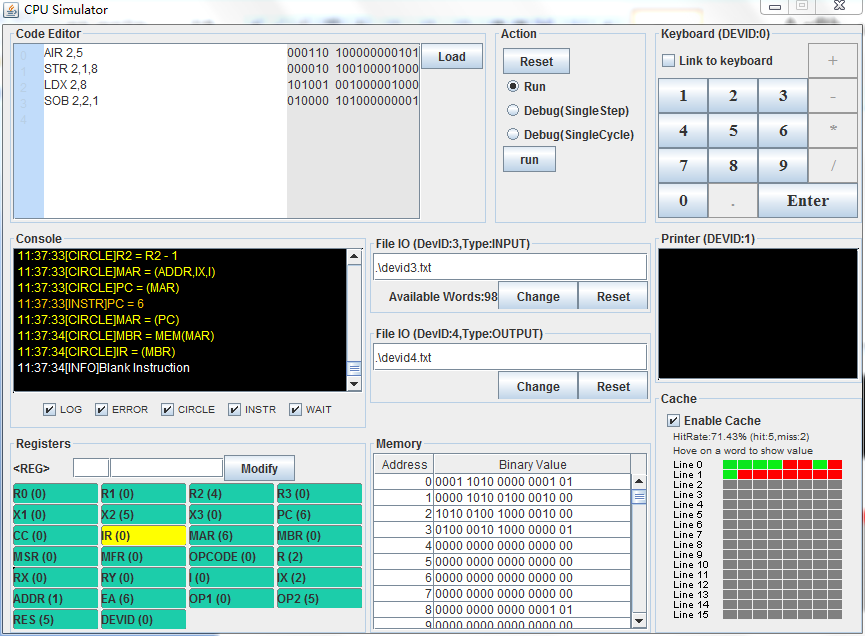 CPU Simulator
Code Editor
AIR 2,5 000110 100000000101
STR 2,1,8 000010 100100001000
LDX 2,8 101001 001000001000
SOB 2,2,1 010000 101000000001
0
1
2
3
4
Load
Action
Reset
Run
Debug(SingleStep)
Debug(SingleCycle)
run
Keyboard (DEVID:0)
Link to keyboard
+
1 2 3 -
4 5 6 *
7 8 9 /
0 . Enter
Console
11:37:33[CIRCLE]R2 = R2 - 1
11:37:33[CIRCLE]MAR = (ADDR,IX,I)
11:37:33[CIRCLE]PC = (MAR)
11:37:33[INSTR]PC = 6
11:37:33[CIRCLE]MAR = (PC)
11:37:34[CIRCLE]MBR = MEM(MAR)
11:37:34[CIRCLE]IR = (MBR)
11:37:34[INFO]Blank Instruction
LOG ERROR CIRCLE INSTR WAIT
File IO (DevID:3,Type:INPUT)
.\devid3.txt
Available Words:98 Change Reset
File IO (DevID:4,Type:OUTPUT)
.\devid4.txt
Change Reset
Printer (DEVID:1)
Registers
<REG> Modify
R0 (0) R1 (0) R2 (4) R3 (0)
X1 (0) X2 (5) X3 (0) PC (6)
CC (0) IR (0) MAR (6) MBR (0)
MSR (0) MFR (0) OPCODE (0) R (2)
RX (0) RY (0) I (0) IX (2)
ADDR (1) EA (6) OP1 (0) OP2 (5)
RES (5) DEVID (0)
Memory
Address Binary Value
0 0001 1010 0000 0001 01
1 0000 1010 0100 0010 00
2 1010 0100 1000 0010 00
3 0100 0010 1000 0000 01
4 0000 0000 0000 0000 00
5 0000 0000 0000 0000 00
6 0000 0000 0000 0000 00
7 0000 0000 0000 0000 00
8 0000 0000 0000 0001 01
9 0000 0000 0000 0000 00
Cache
Enable Cache
HitRate:71.43% (hit:5,miss:2)
Hove on a word to show value
Line 0
Line 1
Line 2
Line 3
Line 4
Line 5
Line 6
Line 7
Line 8
Line 9
Line 10
Line 11
Line 12
Line 13
Line 14
Line 15